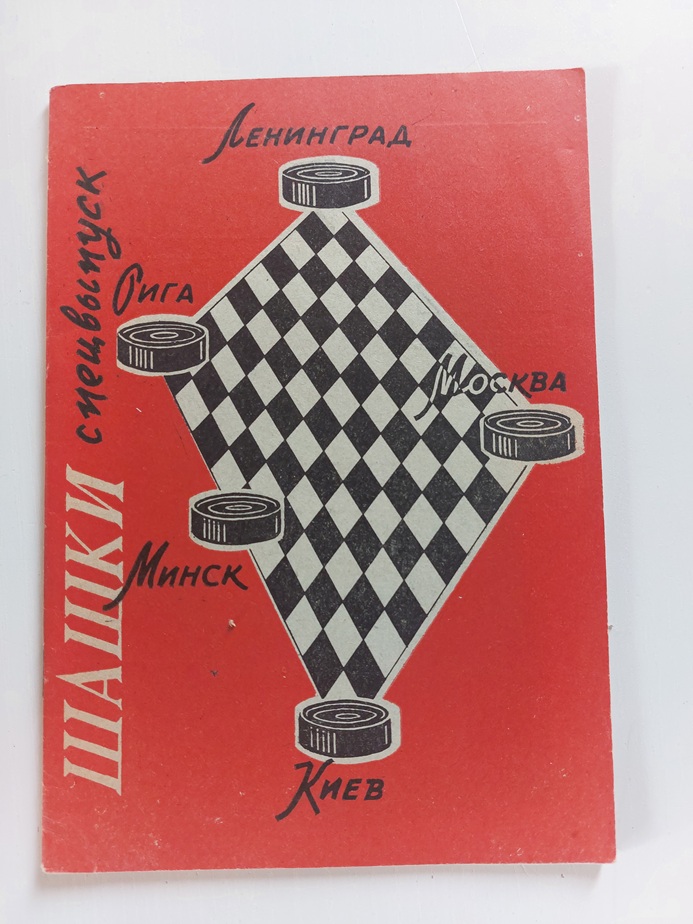 ШАШКИ спецвыпуск
Ленинград
Рига
Москва
Минск
Киев